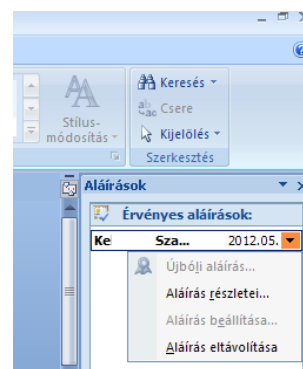 Keresés
Stílus-
módosítás
Csere
Kijelölés
Szerkesztés
Aláírások
Érvényes aláírások:
Ke Sza... 2012.05.
Újbóli aláírás...
Aláírás részletei...
Aláírás beállítása...
Aláírás eltávolítása